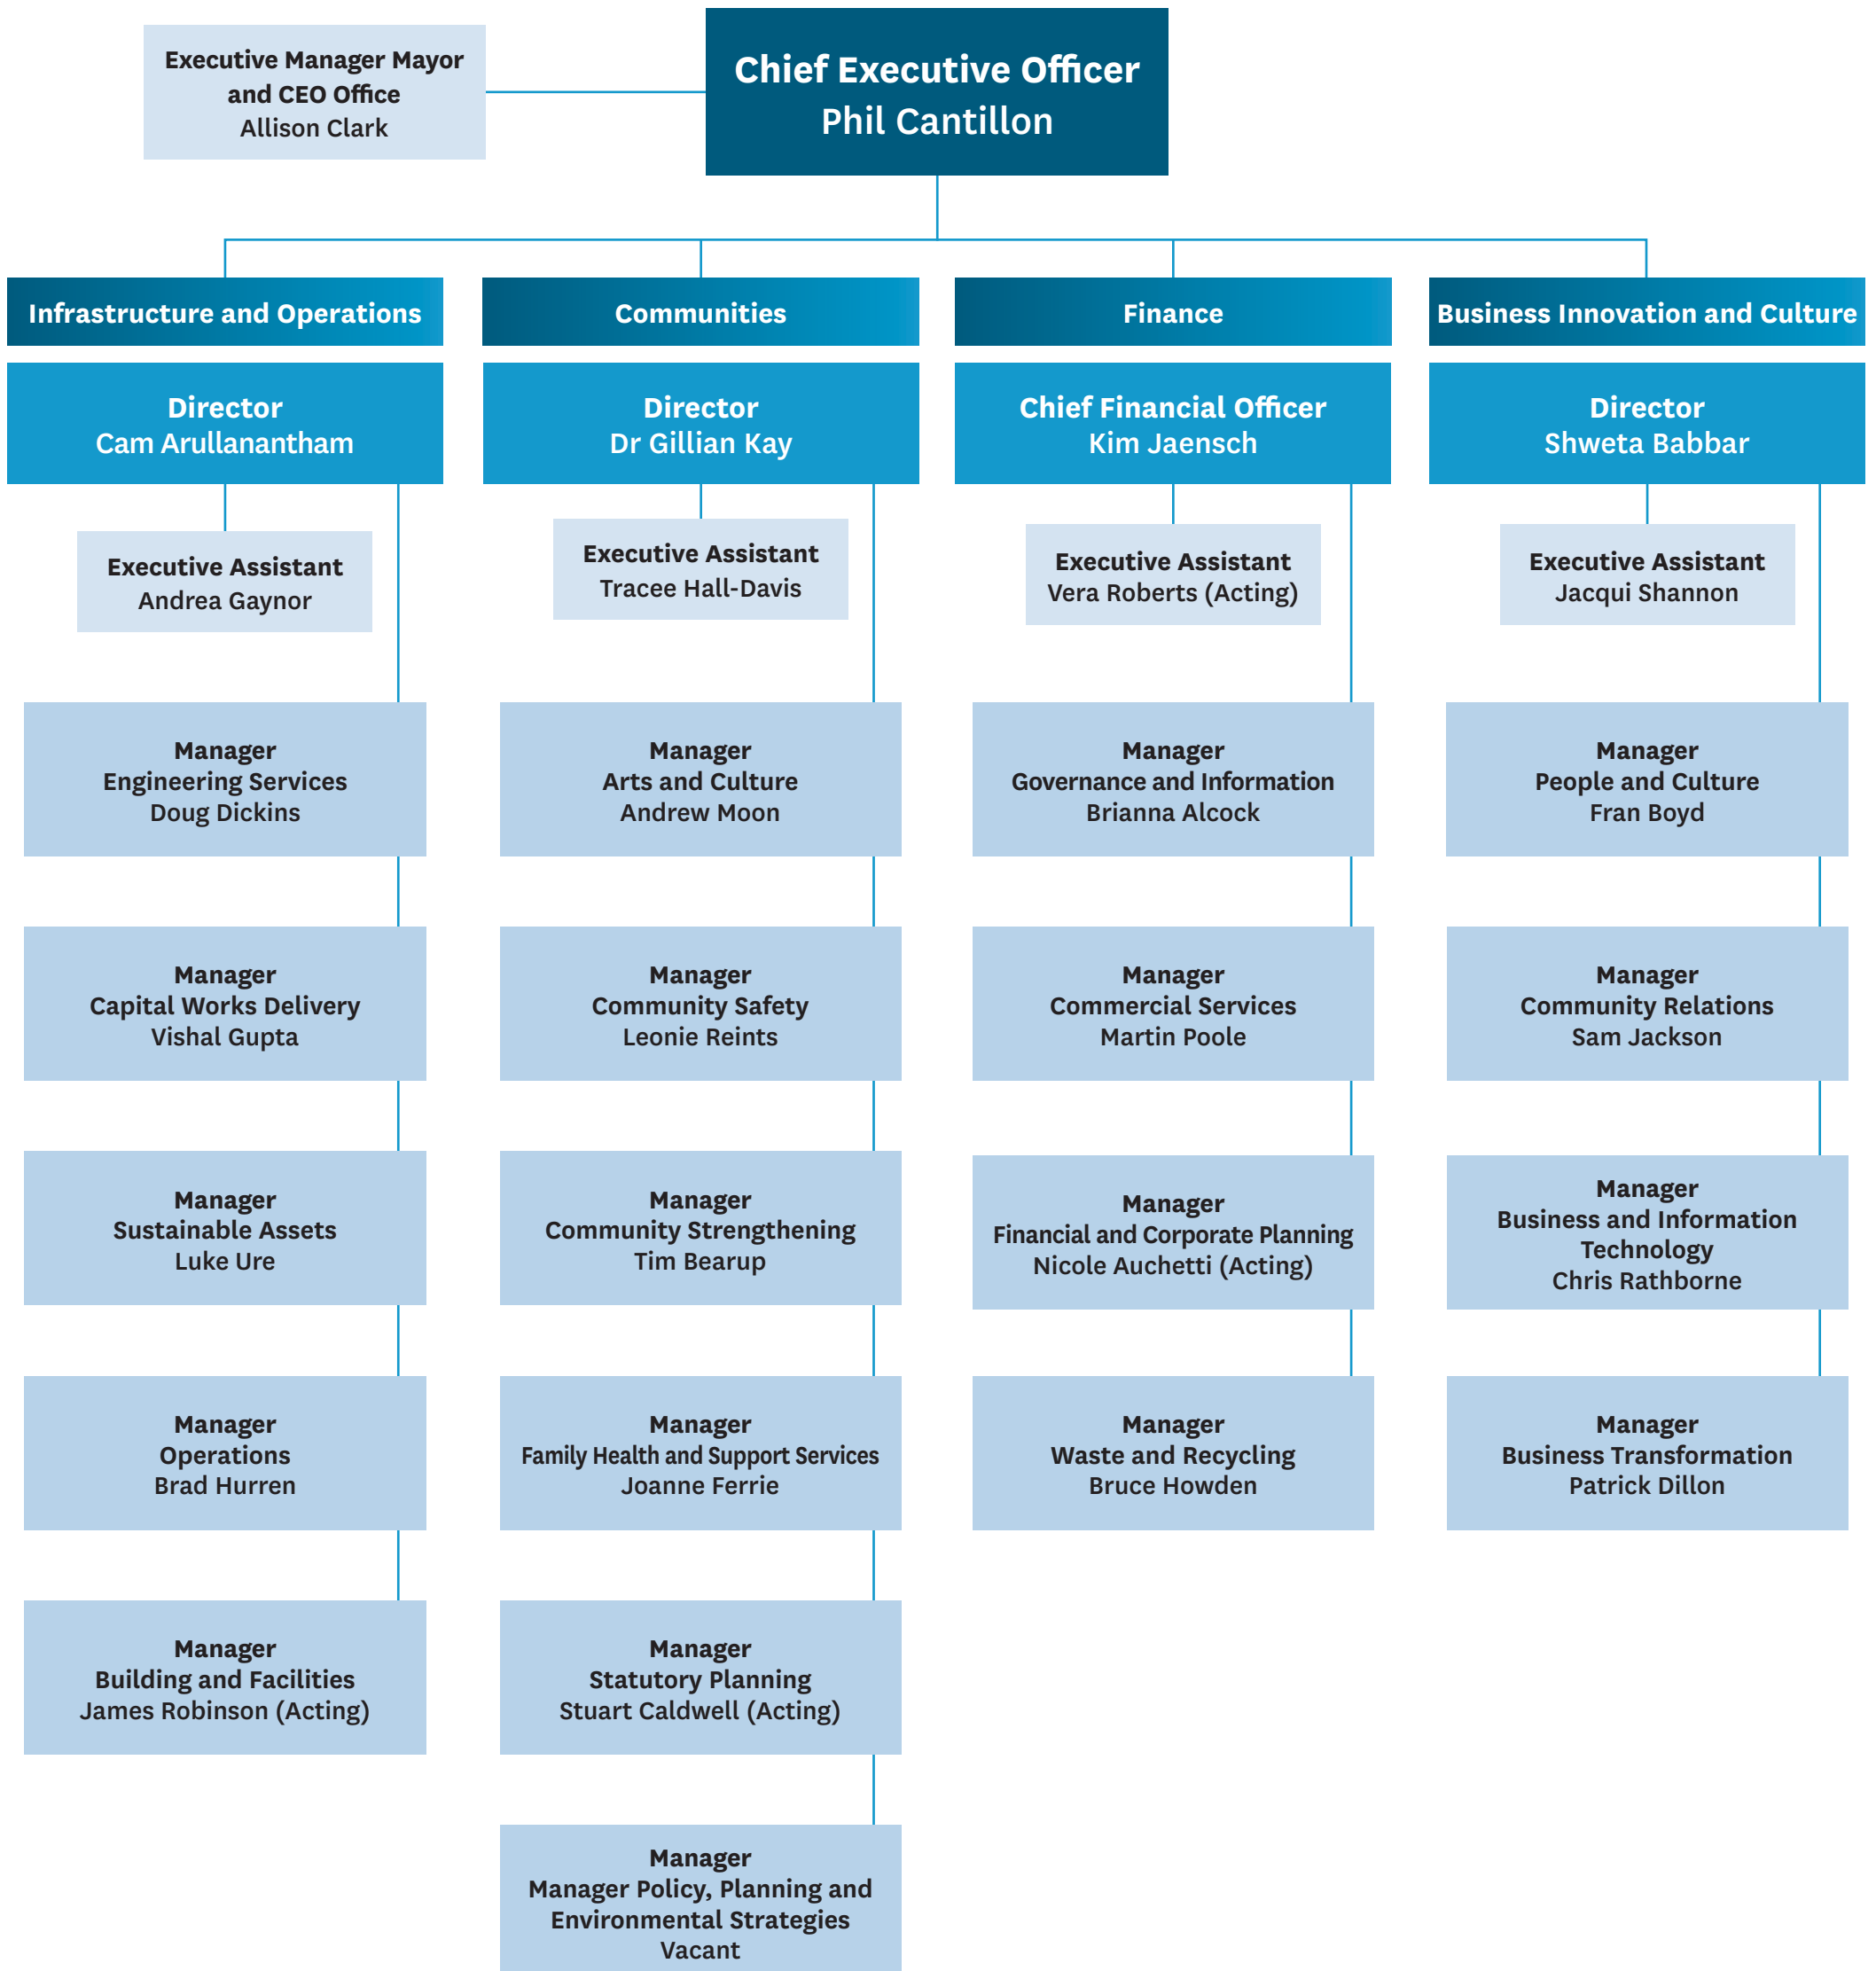 Executive Manager Mayor
and CEO Office
Allison Clark
Chief Executive Officer
Phil Cantillon
Infrastructure and Operations
Director
Cam Arullanantham
Executive Assistant
Andrea Gaynor
Manager
Engineering Services
Doug Dickins
Manager
Capital Works Delivery
Vishal Gupta
Manager
Sustainable Assets
Luke Ure
Manager
Operations
Brad Hurren
Manager
Building and Facilities
James Robinson (Acting)
Communities
Director
Dr Gillian Kay
Executive Assistant
Tracee Hall-Davis
Manager
Arts and Culture
Andrew Moon
Manager
Community Safety
Leonie Reints
Manager
Community Strengthening
Tim Bearup
Manager
Family Health and Support Services
Joanne Ferrie
Manager
Statutory Planning
Stuart Caldwell (Acting)
Manager
Manager Policy, Planning and
Environmental Strategies
Vacant
Finance
Chief Financial Officer
Kim Jaensch
Executive Assistant
Vera Roberts (Acting)
Manager
Governance and Information
Brianna Alcock
Manager
Commercial Services
Martin Poole
Manager
Financial and Corporate Planning
Nicole Auchetti (Acting)
Manager
Waste and Recycling
Bruce Howden
Business Innovation and Culture
Director
Shweta Babbar
Executive Assistant
Jacqui Shannon
Manager
People and Culture
Fran Boyd
Manager
Community Relations
Sam Jackson
Manager
Business and Information
Technology
Chris Rathborne
Manager
Business Transformation
Patrick Dillon